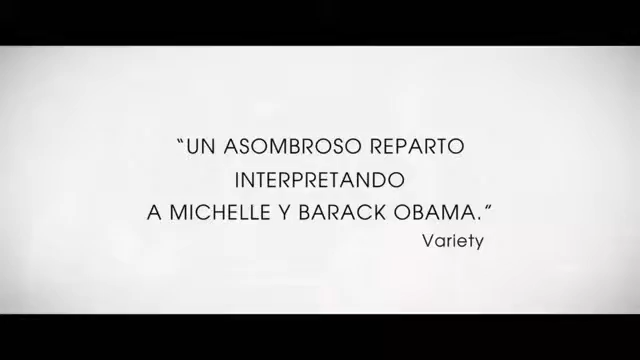 “UN ASOMBROSO REPARTO
INTERPRETANDO
A MICHELLE Y BARACK OBAMA.”
Variety